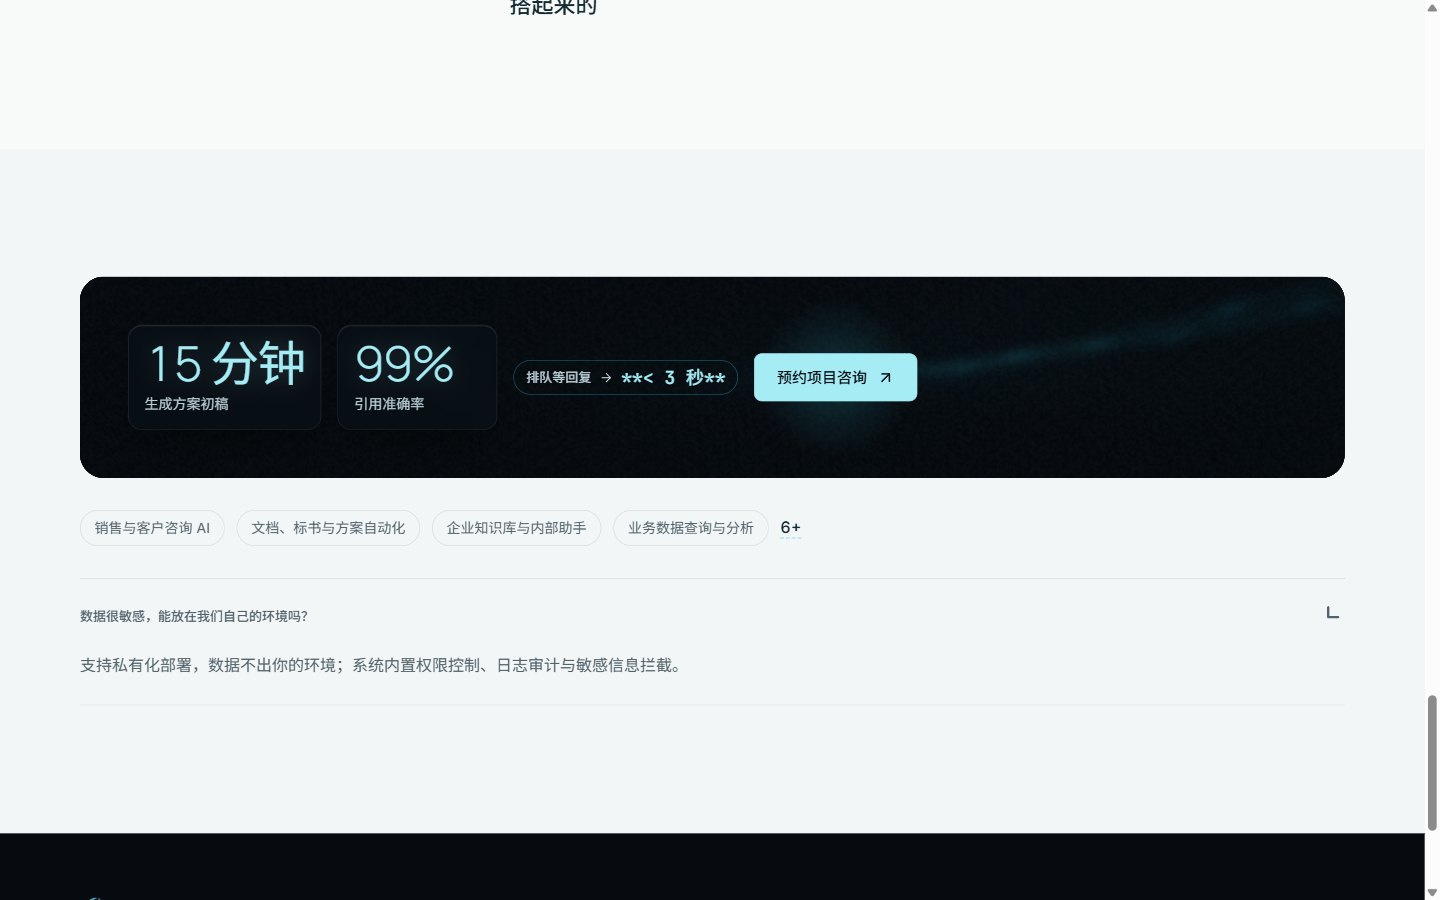 搭起来的
15 分钟
生成方案初稿
99%
引用准确率
排队等回复 → **< 3 秒**
预约项目咨询 ↗
销售与客户咨询 AI
文档、标书与方案自动化
企业知识库与内部助手
业务数据查询与分析
6+
数据很敏感，能放在我们自己的环境吗？
支持私有化部署，数据不出你的环境；系统内置权限控制、日志审计与敏感信息拦截。